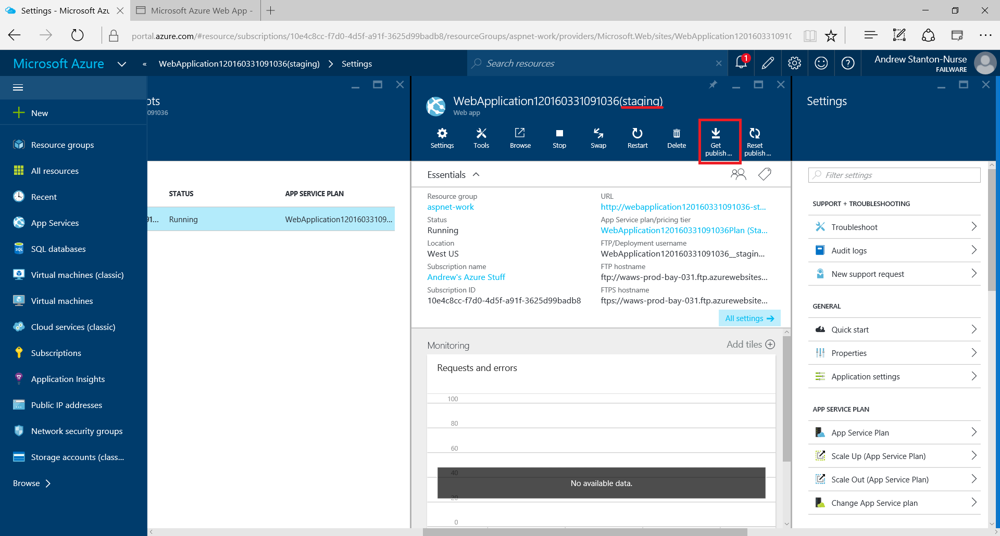 Settings - Microsoft Azu
Microsoft Azure Web App -
portal.azure.com/#resource/subscriptions/10e4c8cc-f7d0-4d5f-a91f-3625d99badb8/resourceGroups/aspnet-work/providers/Microsoft.Web/sites/WebApplication1201603310910
Microsoft Azure
«
WebApplication120160331091036(staging)
Settings
Search resources
1
Andrew Stanton-Nurse
FAILWARE
New
Resource groups
All resources
Recent
App Services
SQL databases
Virtual machines (classic)
Virtual machines
Cloud services (classic)
Subscriptions
Application Insights
Public IP addresses
Network security groups
Storage accounts (class...
Browse
ots
091036
STATUS
APP SERVICE PLAN
91...
Running
WebApplication12016033109...
WebApplication120160331091036(staging)
Web app
Settings
Tools
Browse
Stop
Swap
Restart
Delete
Get
publish...
Reset
publish...
Essentials
Resource group
aspnet-work
Status
Running
Location
West US
Subscription name
Andrew's Azure Stuff
Subscription ID
10e4c8cc-f7d0-4d5f-a91f-3625d99badb8
URL
http://webapplication120160331091036-st...
App Service plan/pricing tier
WebApplication120160331091036Plan (Sta...
FTP/Deployment username
WebApplication120160331091036__stagin...
FTP hostname
ftp://waws-prod-bay-031.ftp.azurewebsites...
FTPS hostname
ftps://waws-prod-bay-031.ftp.azurewebsite...
All settings
Monitoring
Add tiles
Requests and errors
100
80
60
40
No available data.
20
0
Settings
Filter settings
SUPPORT + TROUBLESHOOTING
Troubleshoot
Audit logs
New support request
GENERAL
Quick start
Properties
Application settings
APP SERVICE PLAN
App Service Plan
Scale Up (App Service Plan)
Scale Out (App Service Plan)
Change App Service plan